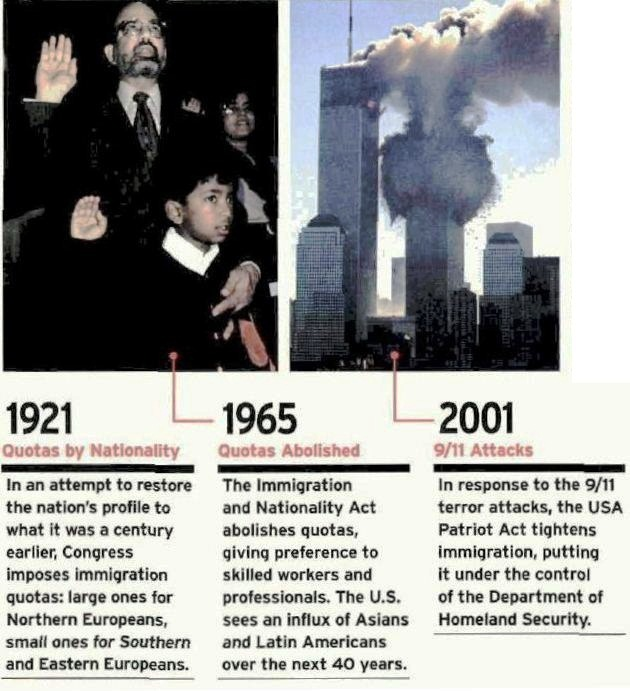 1921
Quotas by Nationality
In an attempt to restore
the nation's profile to
what it was a century
earlier, Congress
imposes immigration
quotas: large ones for
Northern Europeans,
small ones for Southern
and Eastern Europeans.
1965
Quotas Abolished
The Immigration
and Nationality Act
abolishes quotas,
giving preference to
skilled workers and
professionals. The U.S.
sees an influx of Asians
and Latin Americans
over the next 40 years.
2001
9/11 Attacks
In response to the 9/11
terror attacks, the USA
Patriot Act tightens
immigration, putting
it under the control
of the Department of
Homeland Security.